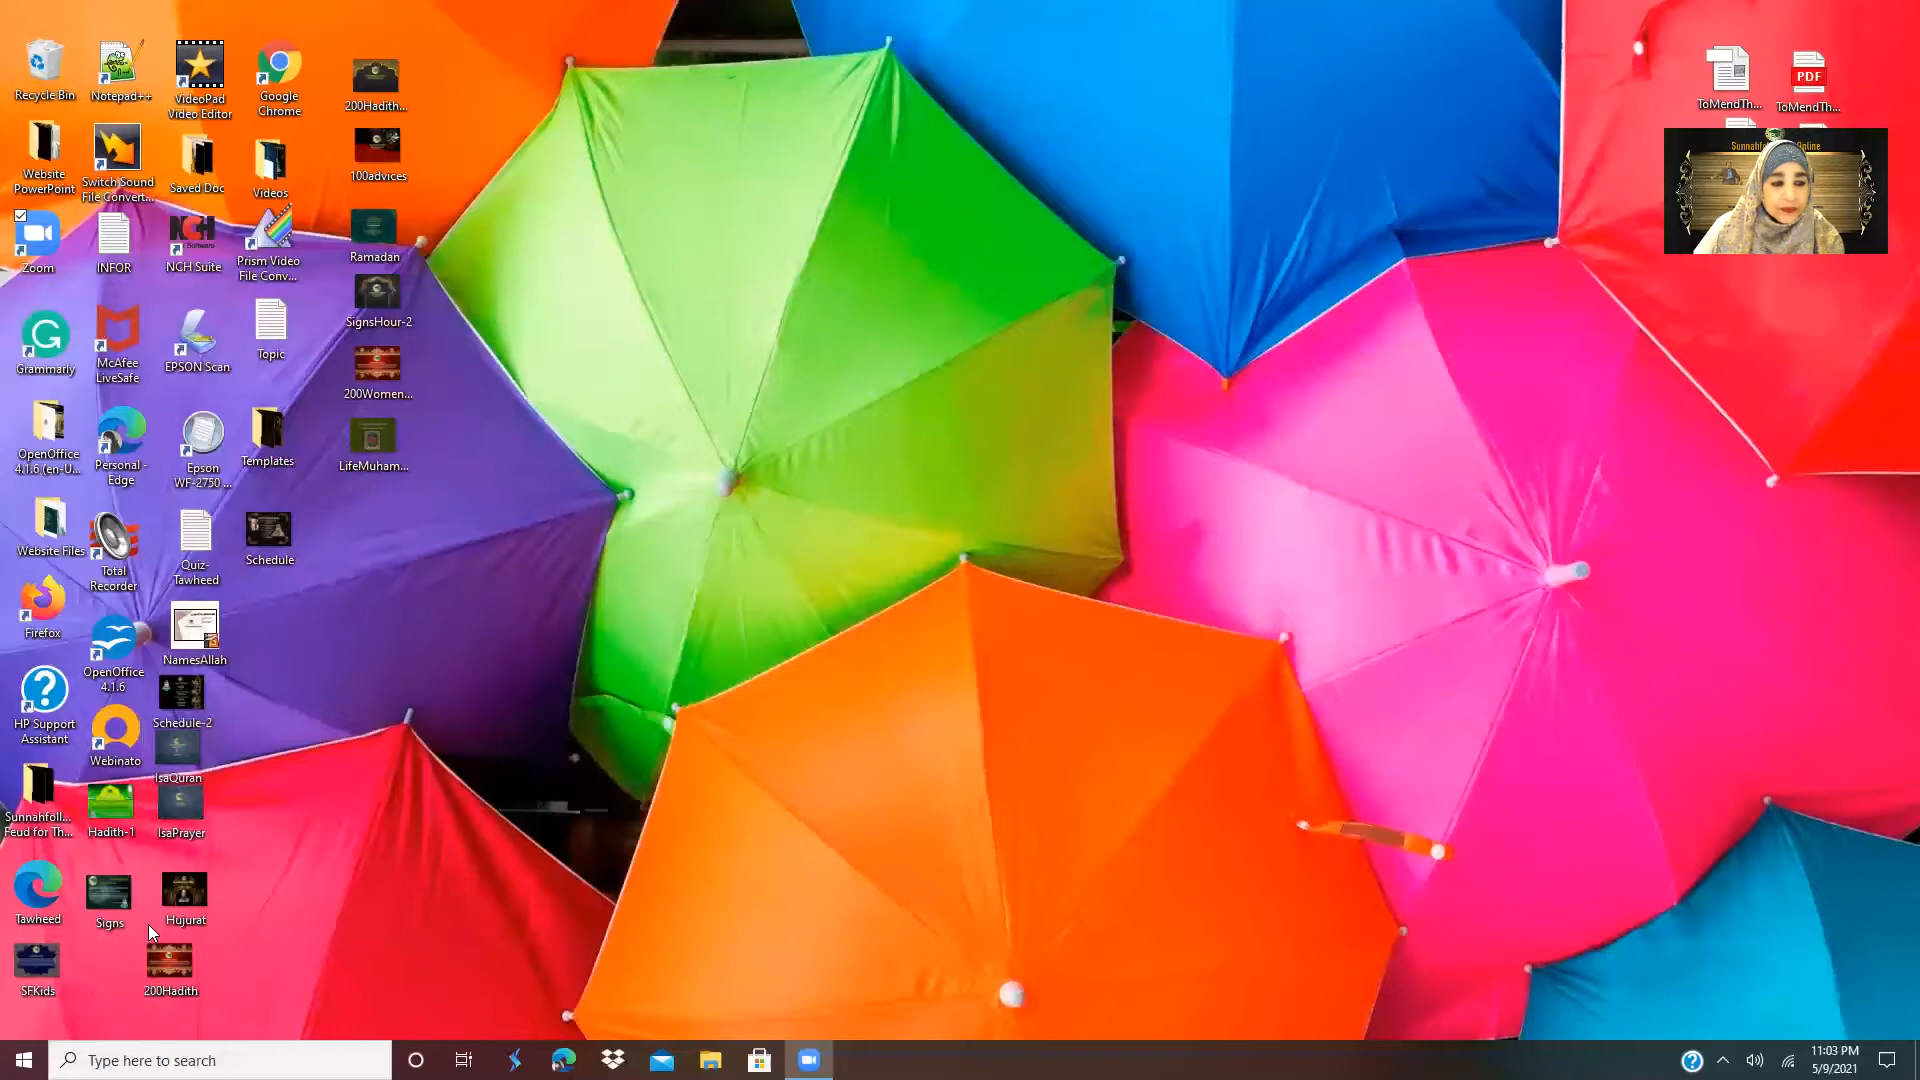 Recycle Bin
Notepad++
VideoPad
Video Editor
Google
Chrome
200Hadith...
Website
PowerPoint
Switch Sound
File Convert...
Saved Doc
Videos
100advices
Zoom
INFOR
NCH Suite
Prism Video
File Conv...
Ramadan
SignsHour-2
Grammarly
McAfee
LiveSafe
EPSON Scan
Topic
200Women...
OpenOffice
4.1.6 (en-U...
Personal -
Edge
Epson
WF-2750 ...
Templates
LifeMuham...
Website Files
Total
Recorder
Quiz-
Tawheed
Schedule
Firefox
OpenOffice
4.1.6
NamesAllah
HP Support
Assistant
Webinato
Schedule-2
IsaQuran
Sunnahfoll...
Feud for Th...
Hadith-1
IsaPrayer
Tawheed
Signs
Hujurat
SFKids
200Hadith
ToMendTh...
PDF
ToMendTh...
Type here to search
11:03 PM
5/9/2021